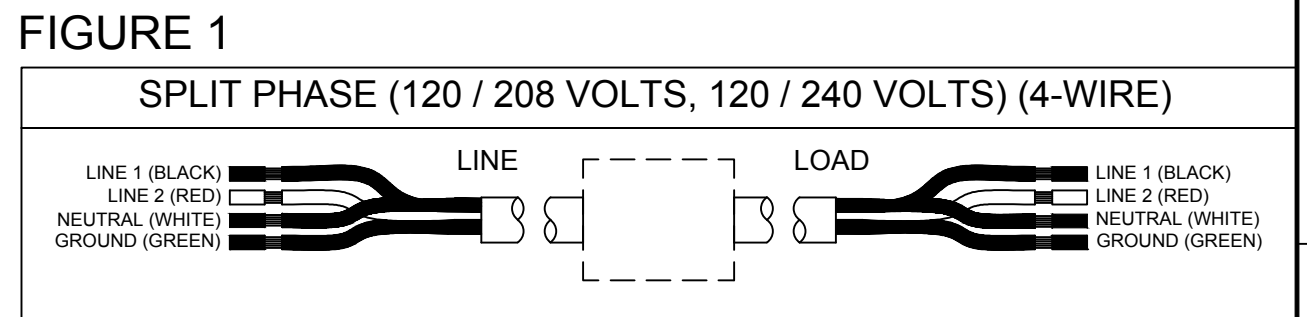 FIGURE 1
SPLIT PHASE (120 / 208 VOLTS, 120 / 240 VOLTS) (4-WIRE)
LINE
LOAD
LINE 1 (BLACK)
LINE 2 (RED)
NEUTRAL (WHITE)
GROUND (GREEN)
LINE 1 (BLACK)
LINE 2 (RED)
NEUTRAL (WHITE)
GROUND (GREEN)